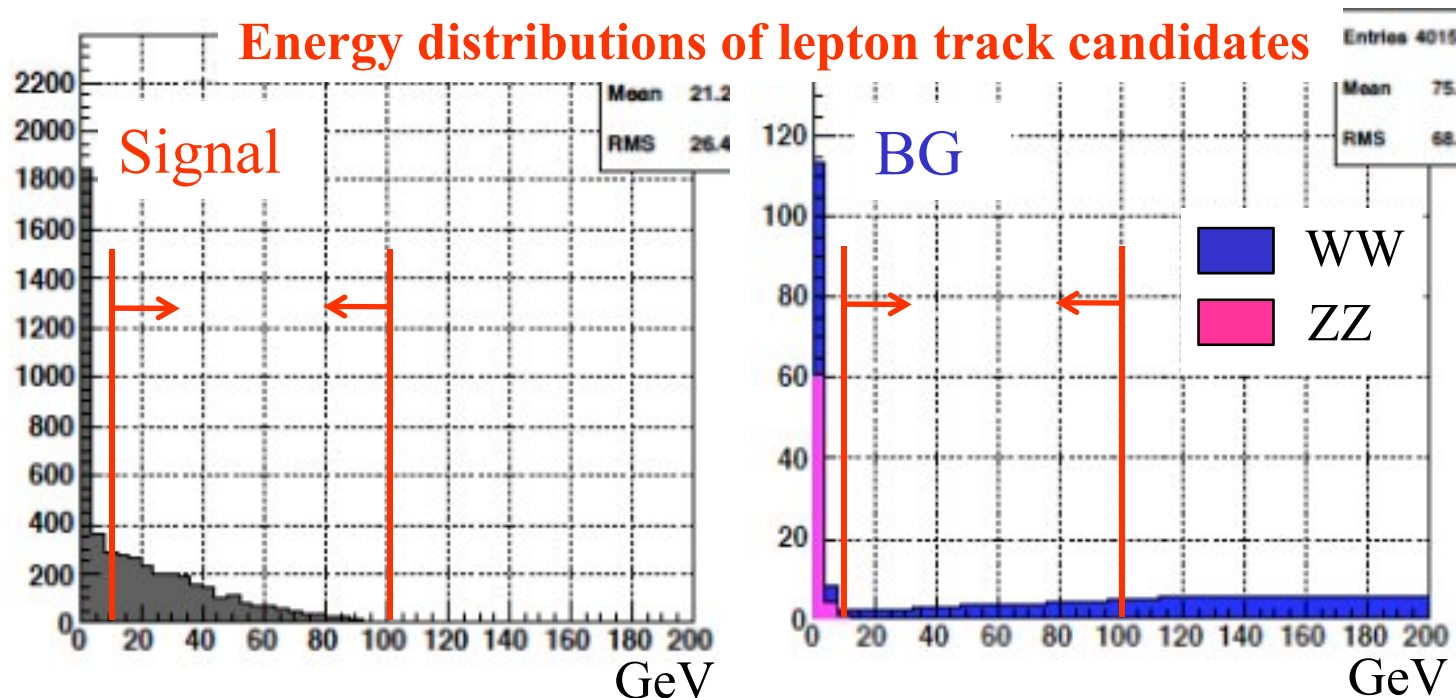 Energy distributions of lepton track candidates
Entries 4015
Mean 21.2
RMS 26.4
Mean 75.
RMS 68.
Signal
BG
WW
ZZ
2200
2000
1800
1600
1400
1200
1000
800
600
400
200
0
0 20 40 60 80 100 120 140 160 180 200
GeV
120
100
80
60
40
20
0
0 20 40 60 80 100 120 140 160 180 200
GeV